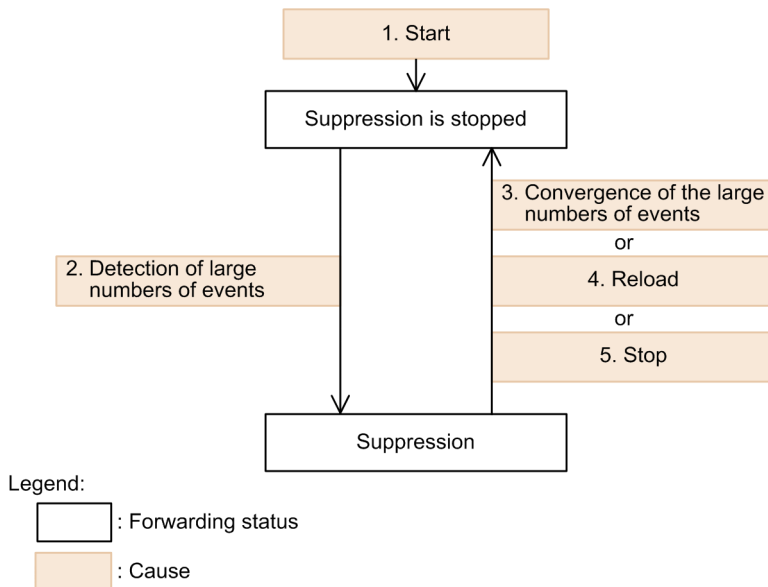 1. Start
Suppression is stopped
3. Convergence of the large
numbers of events
or
2. Detection of large
numbers of events
4. Reload
or
5. Stop
Suppression
Legend:
: Forwarding status
: Cause